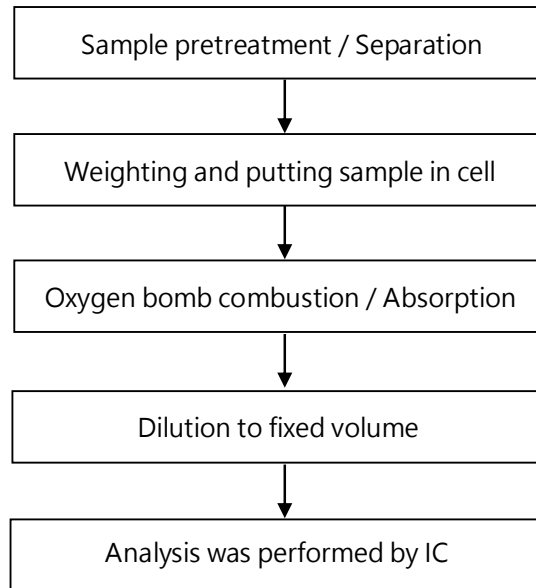 Sample pretreatment / Separation
Weighting and putting sample in cell
Oxygen bomb combustion / Absorption
Dilution to fixed volume
Analysis was performed by IC